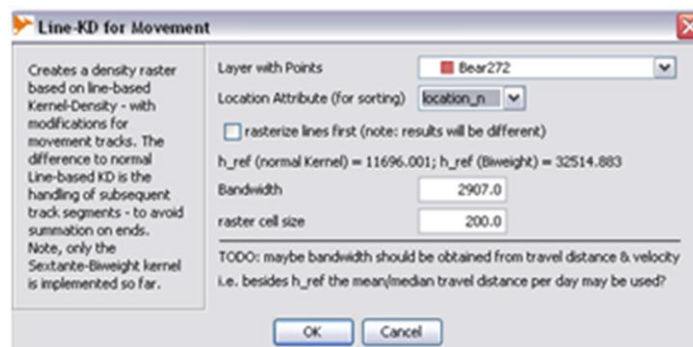 Line-KD for Movement
Creates a density raster
based on line-based
Kernel-Density - with
modifications for
movement tracks. The
difference to normal
Line-based KD is the
handling of subsequent
track segments - to avoid
summation on ends.
Note, only the
Sextante-Biweight kernel
is implemented so far.
Layer with Points
Bear272
Location Attribute (for sorting)
location_n
rasterize lines first (note: results will be different)
h_ref (normal Kernel) = 11696.001; h_ref (Biweight) = 32514.883
Bandwidth
2907.0
raster cell size
200.0
TODO: maybe bandwidth should be obtained from travel distance & velocity
i.e. besides h_ref the mean/median travel distance per day may be used?
OK
Cancel